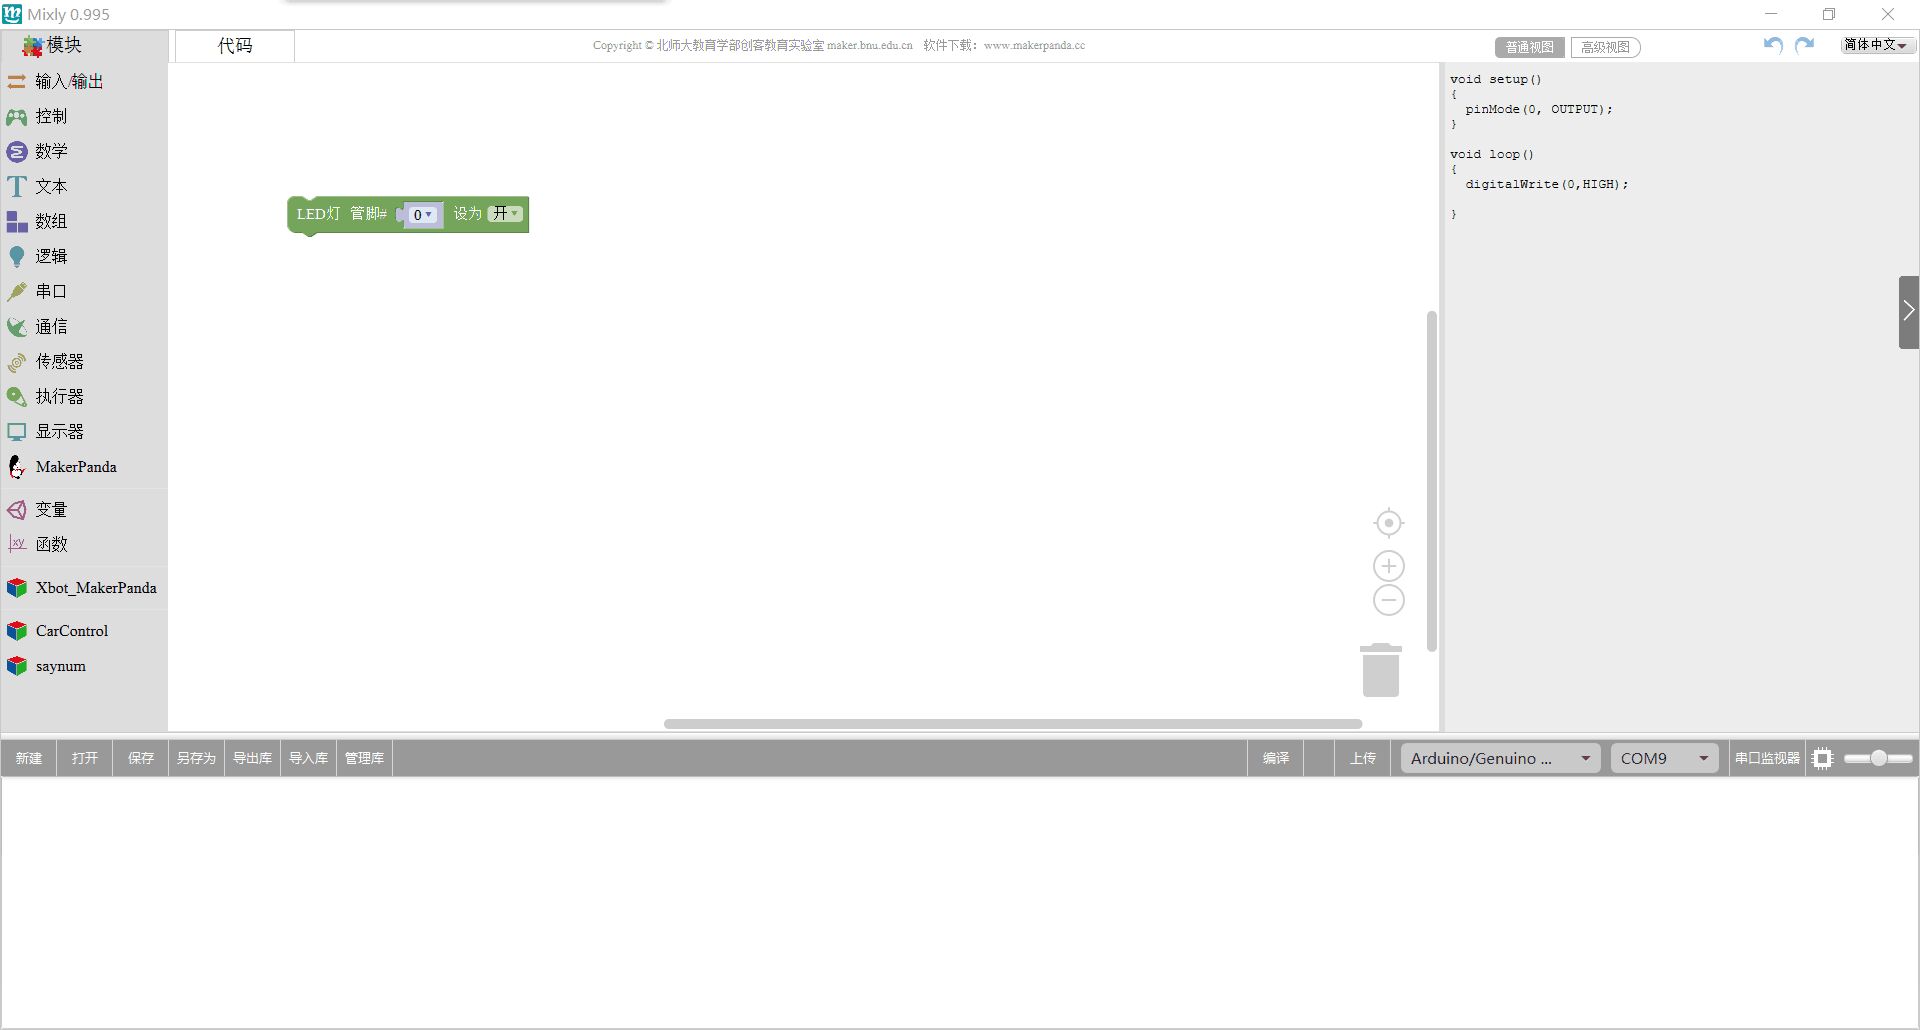 Mixly 0.995
模块
代码
Copyright © 北师大教育学部创客教育实验室 maker.bnu.edu.cn 软件下载：www.makerpanda.cc
普通视图
高级视图
简体中文
输入/输出
控制
数学
文本
数组
逻辑
串口
通信
传感器
执行器
显示器
MakerPanda
变量
函数
Xbot_MakerPanda
CarControl
saynum
LED灯 管脚# 0 设为 开
void setup()
{
pinMode(0, OUTPUT);
}
void loop()
{
digitalWrite(0,HIGH);
}
新建 打开 保存 另存为 导出库 导入库 管理库 编译 上传 Arduino/Genuino ... COM9 串口监视器